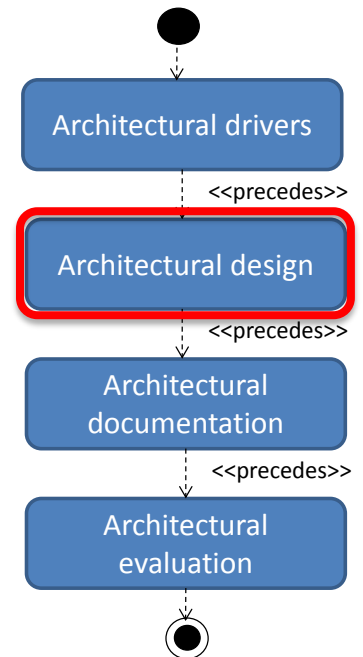 Architectural drivers
<<precedes>>
Architectural design
<<precedes>>
Architectural
documentation
<<precedes>>
Architectural
evaluation